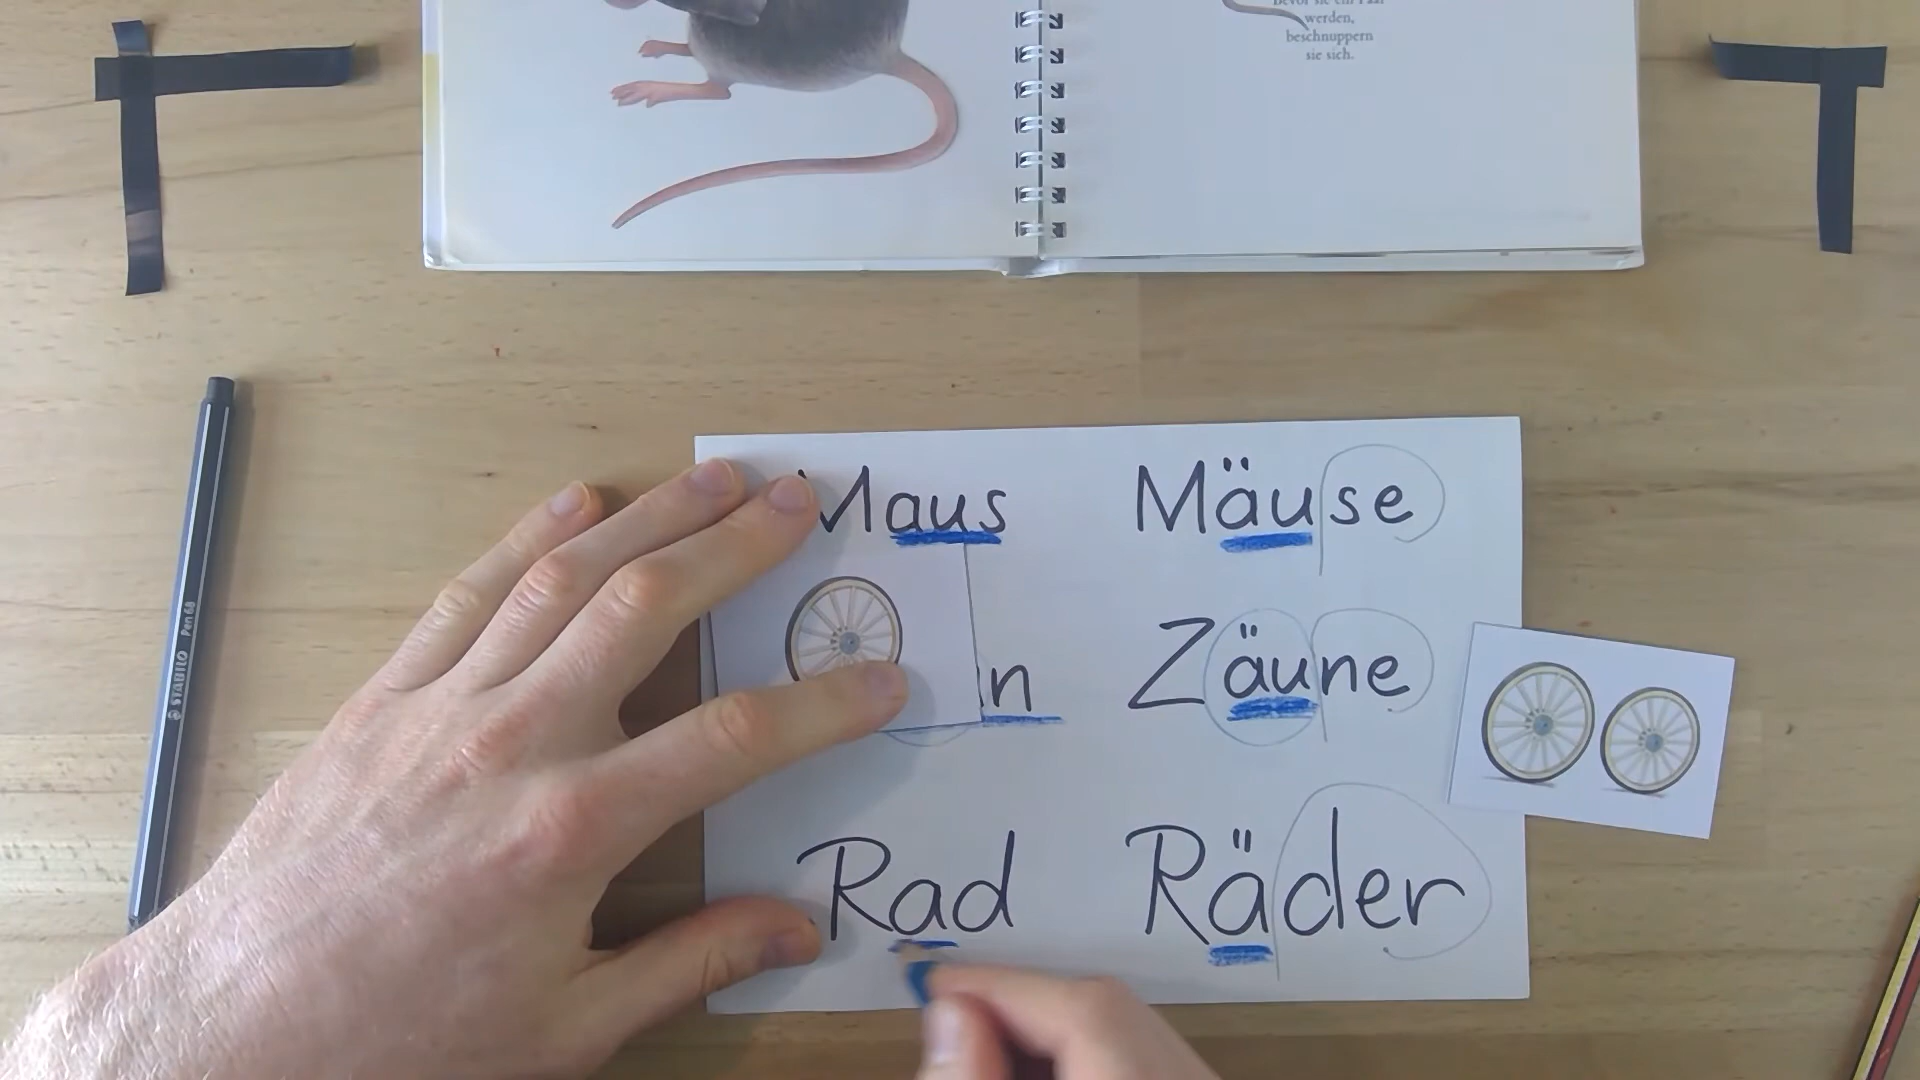 werden,
beschnuppern
sie sich.
STABILO Pen 68
Maus Mäuse
n Zäune
Rad Räder